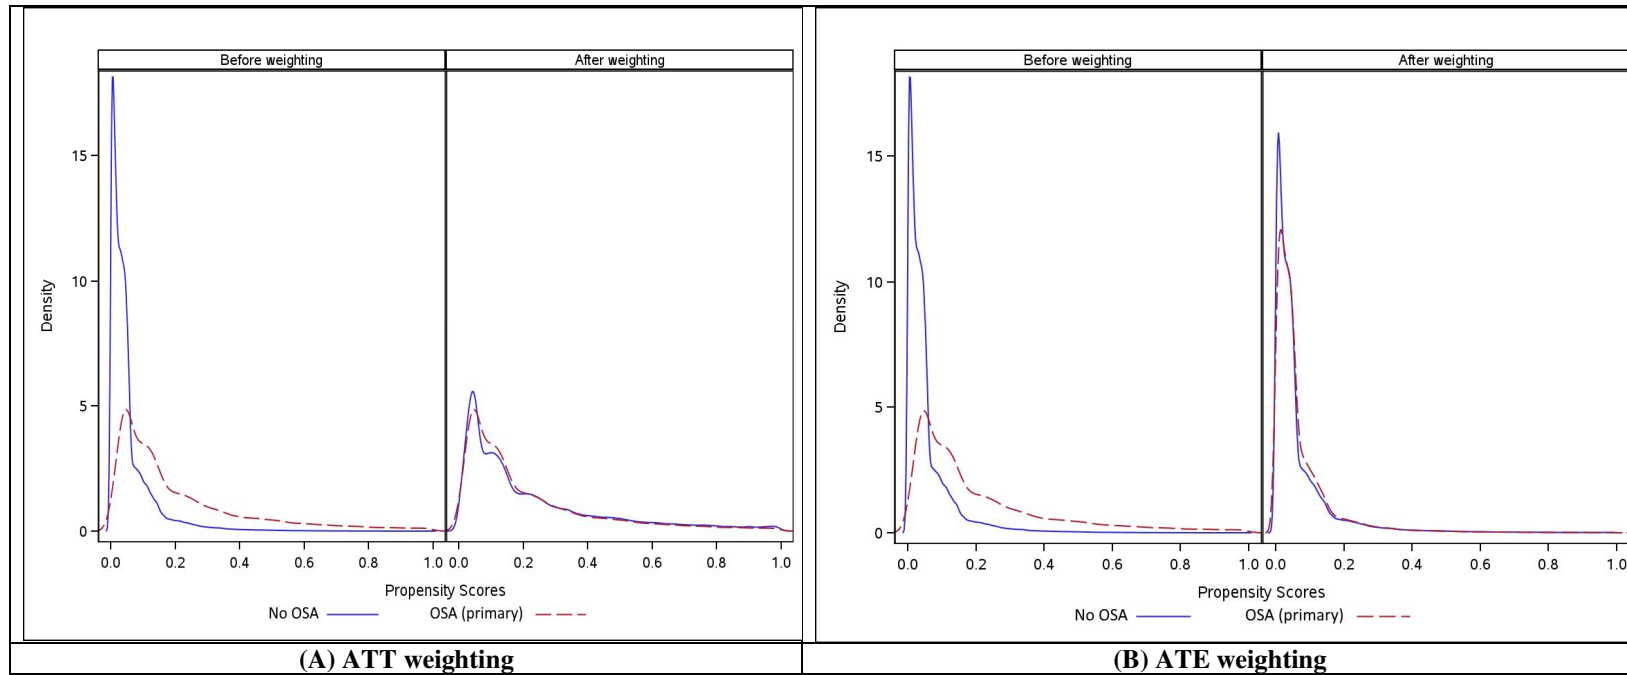 Before weighting After weighting
15
10
5
0
Density
0.0 0.2 0.4 0.6 0.8 1.0 0.0 0.2 0.4 0.6 0.8 1.0
Propensity Scores
No OSA OSA (primary)
(A) ATT weighting
Before weighting After weighting
15
10
5
0
Density
0.0 0.2 0.4 0.6 0.8 1.0 0.0 0.2 0.4 0.6 0.8 1.0
Propensity Scores
No OSA OSA (primary)
(B) ATE weighting